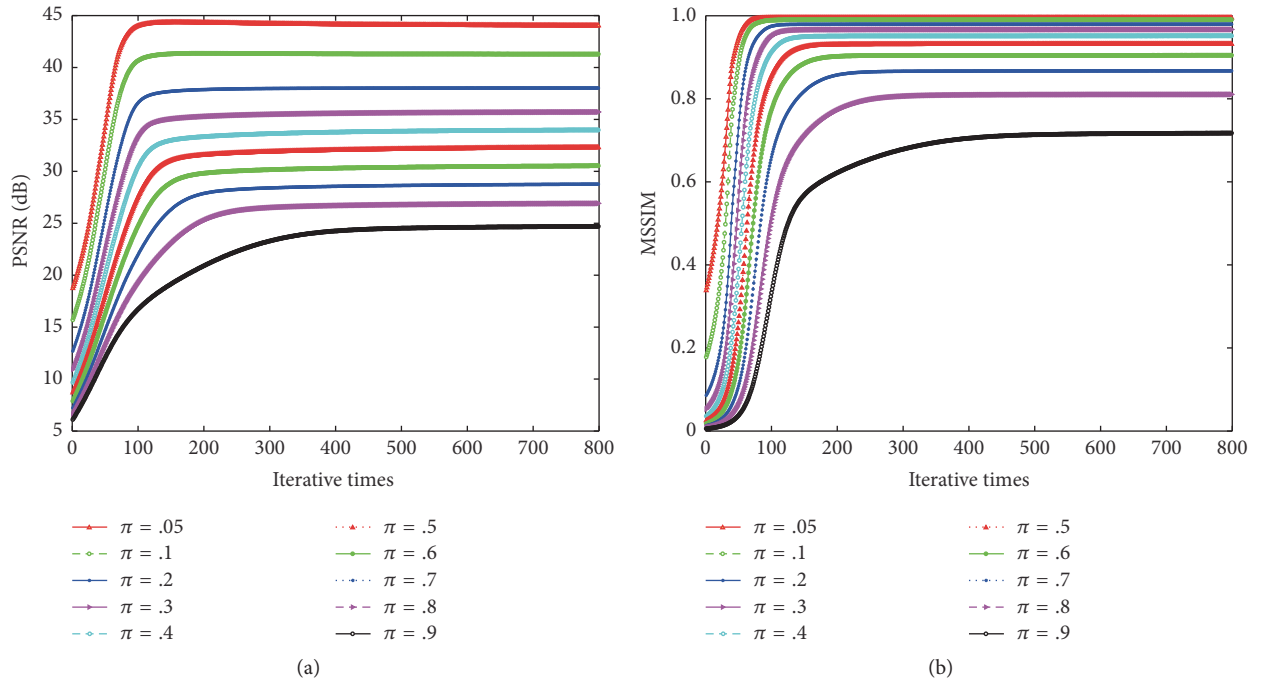 45
40
35
30
25
20
15
10
5
PSNR (dB)
0 100 200 300 400 500 600 700 800
Iterative times
π = .05
π = .1
π = .2
π = .3
π = .4
π = .5
π = .6
π = .7
π = .8
π = .9
(a)
1.0
0.8
0.6
0.4
0.2
0
MSSIM
0 100 200 300 400 500 600 700 800
Iterative times
π = .05
π = .1
π = .2
π = .3
π = .4
π = .5
π = .6
π = .7
π = .8
π = .9
(b)